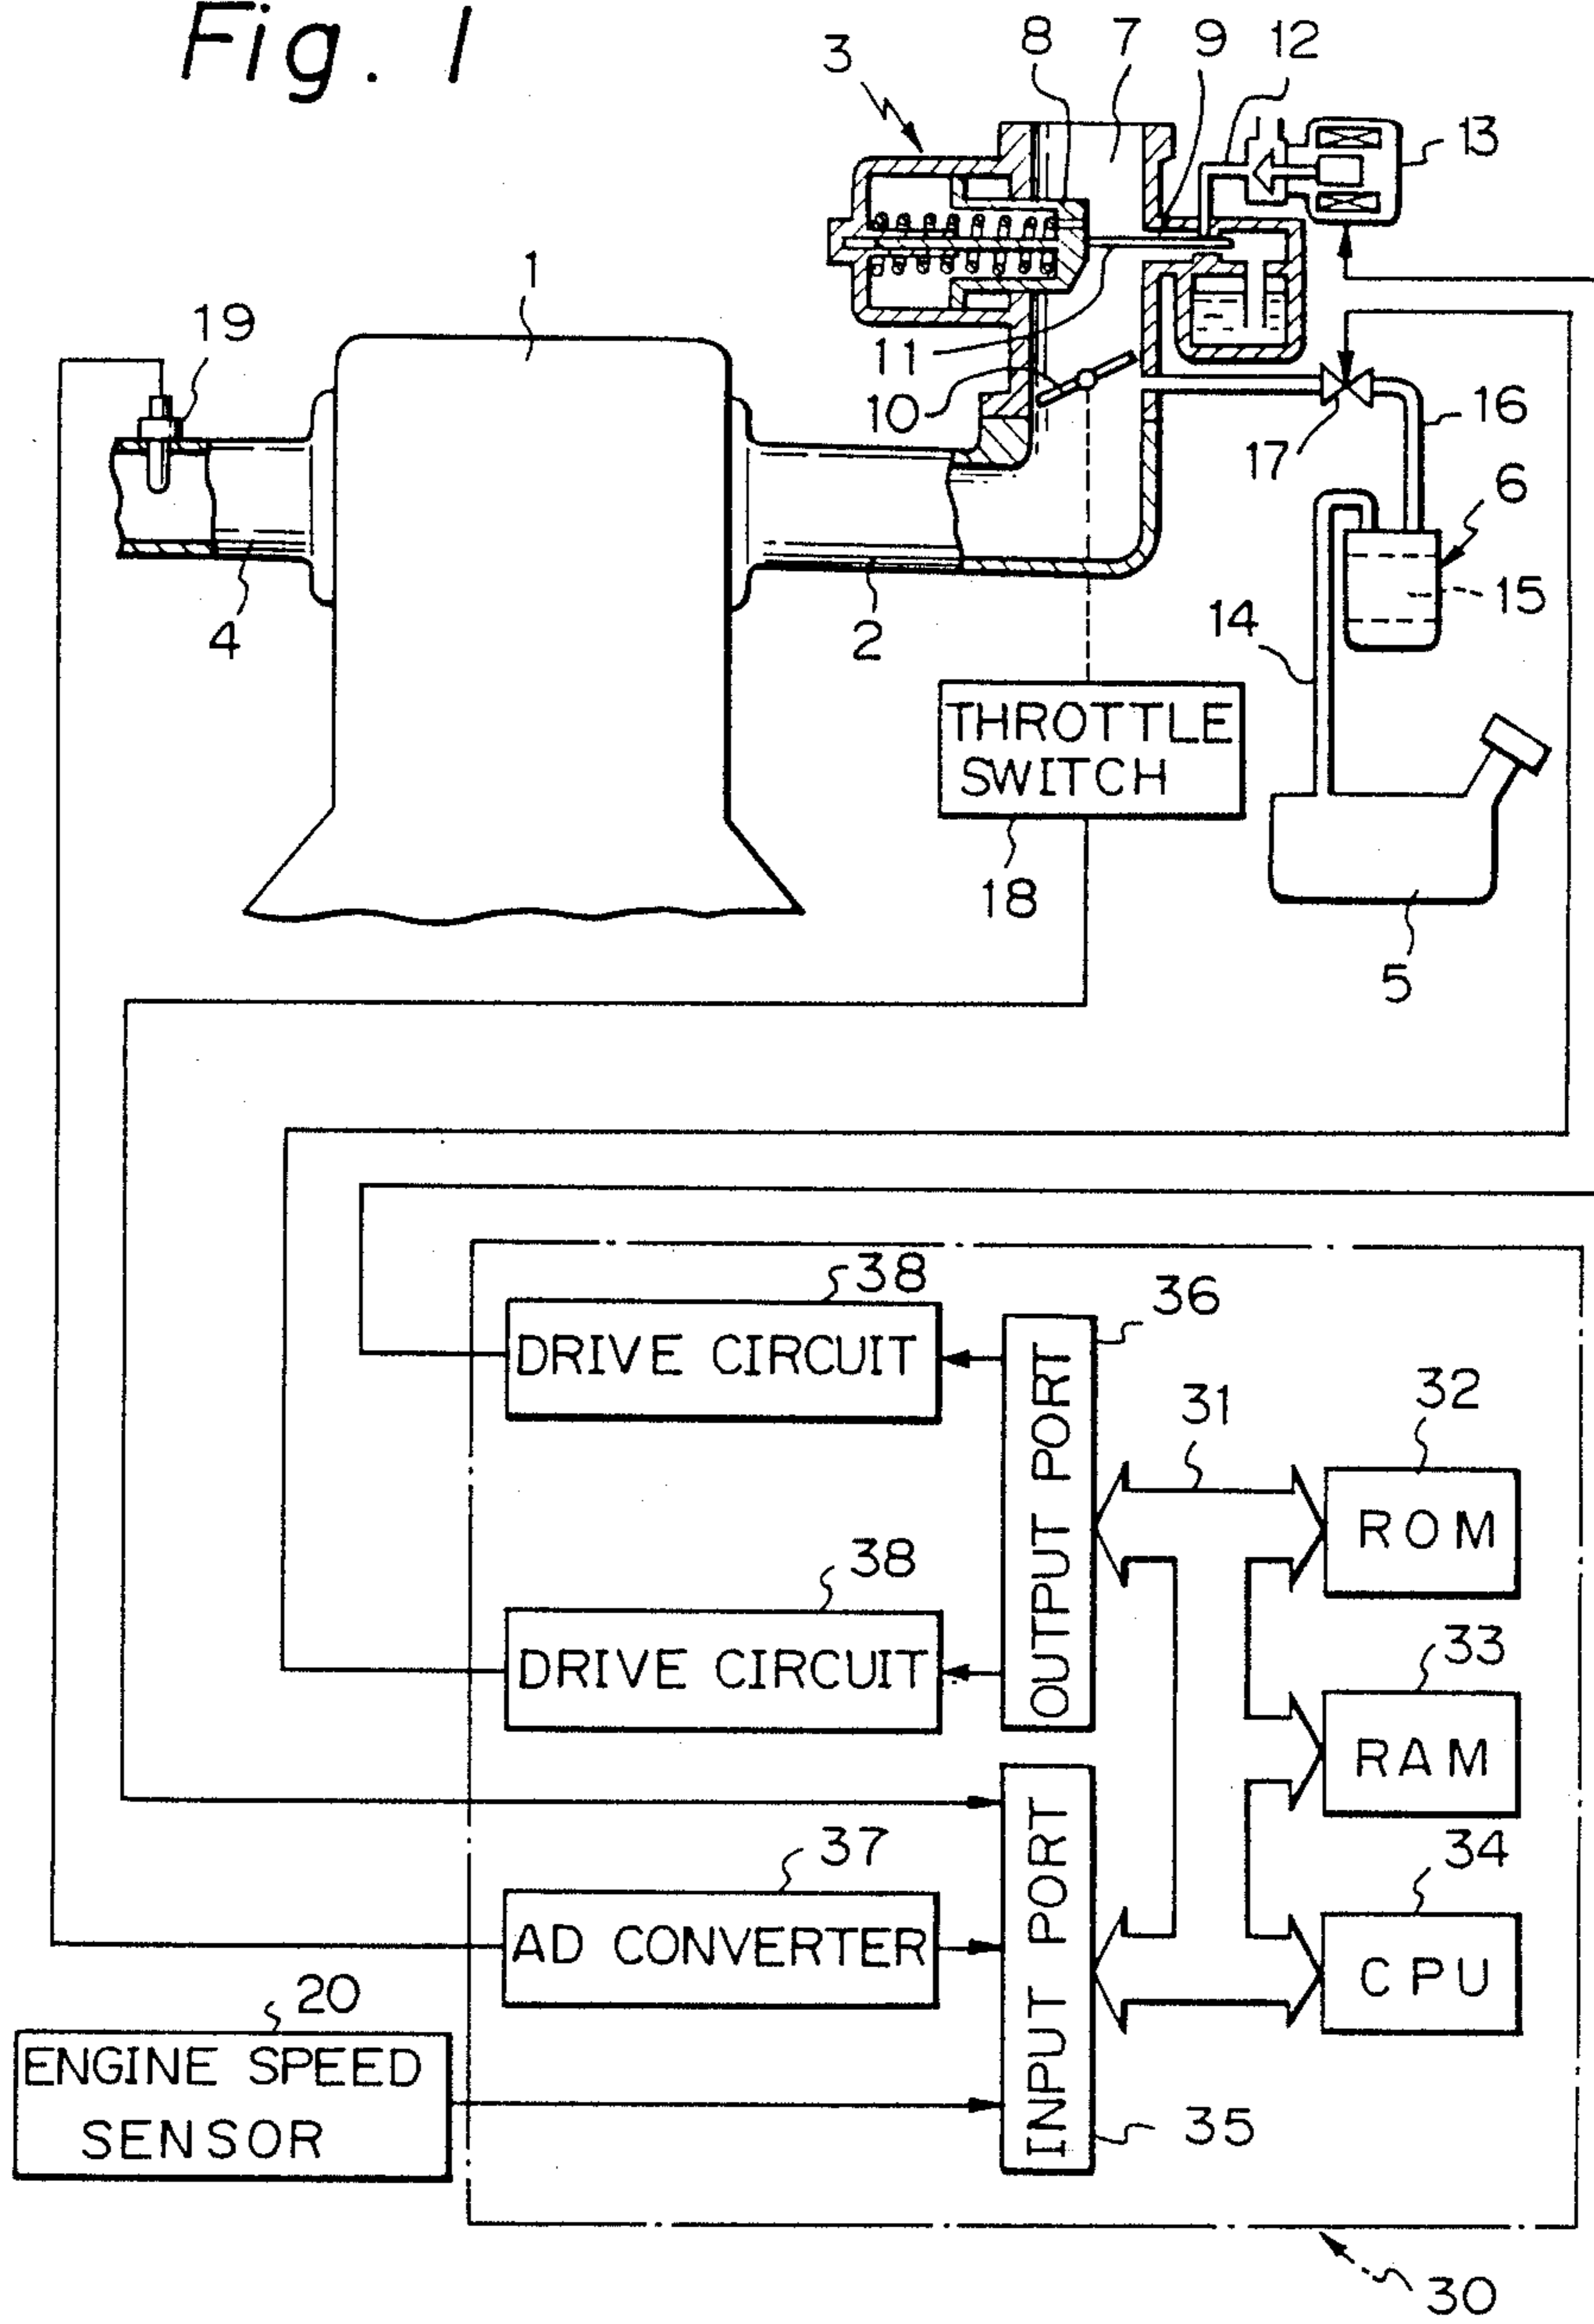 Fig. 1
3
8
7
9
12
13
1
19
11
10
16
17
6
15
14
4
2
THROTTLE
SWITCH
18
5
38
DRIVE CIRCUIT
36
OUTPUT PORT
31
32
ROM
38
DRIVE CIRCUIT
33
RAM
37
AD CONVERTER
INPUT PORT
34
CPU
20
ENGINE SPEED
SENSOR
35
30